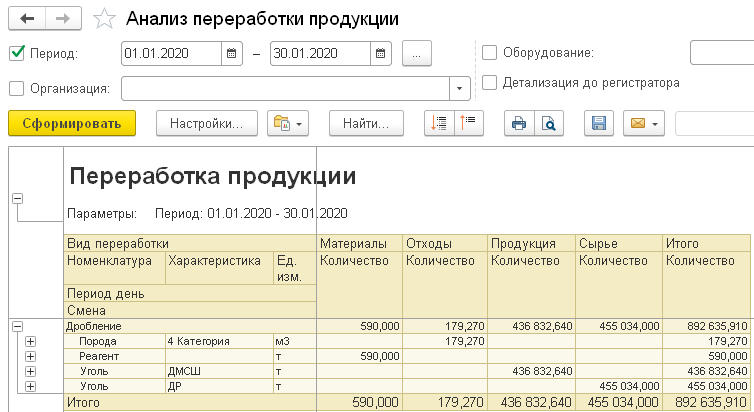 Анализ переработки продукции
Период: 01.01.2020 – 30.01.2020 ... Оборудование:
Организация: Детализация до регистратора
Сформировать Настройки... Найти...
Переработка продукции
Параметры: Период: 01.01.2020 - 30.01.2020
Вид переработки Материалы Отходы Продукция Сырье Итого
Номенклатура Характеристика Ед. изм. Количество Количество Количество Количество Количество
Период день
Смена
Дробление 590,000 179,270 436 832,640 455 034,000 892 635,910
Порода 4 Категория м3 179,270 179,270
Реагент т 590,000 590,000
Уголь ДМСШ т 436 832,640 436 832,640
Уголь ДР т 455 034,000 455 034,000
Итого 590,000 179,270 436 832,640 455 034,000 892 635,910